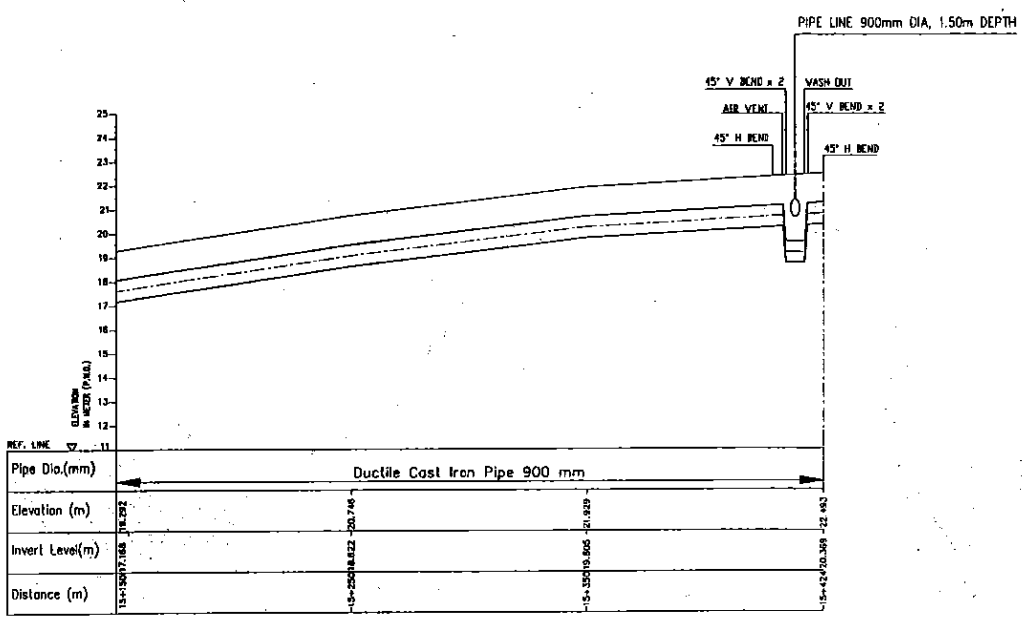 PIPE LINE 900mm DIA, 1.50m DEPTH
45° V BEND x 2
WASH OUT
AIR VENT
45° V BEND x 2
45° H BEND
45° H BEND
25
24
23
22
21
20
19
18
17
16
15
14
13
12
11
ELEVATION
IN METER (P.N.D.)
REF. LINE
Pipe Dia.(mm)
Ductile Cast Iron Pipe 900 mm
Elevation (m)
19.292
20.746
21.929
22.493
Invert Level(m)
17.168
18.622
19.805
20.369
Distance (m)
15+150
15+250
15+350
15+424